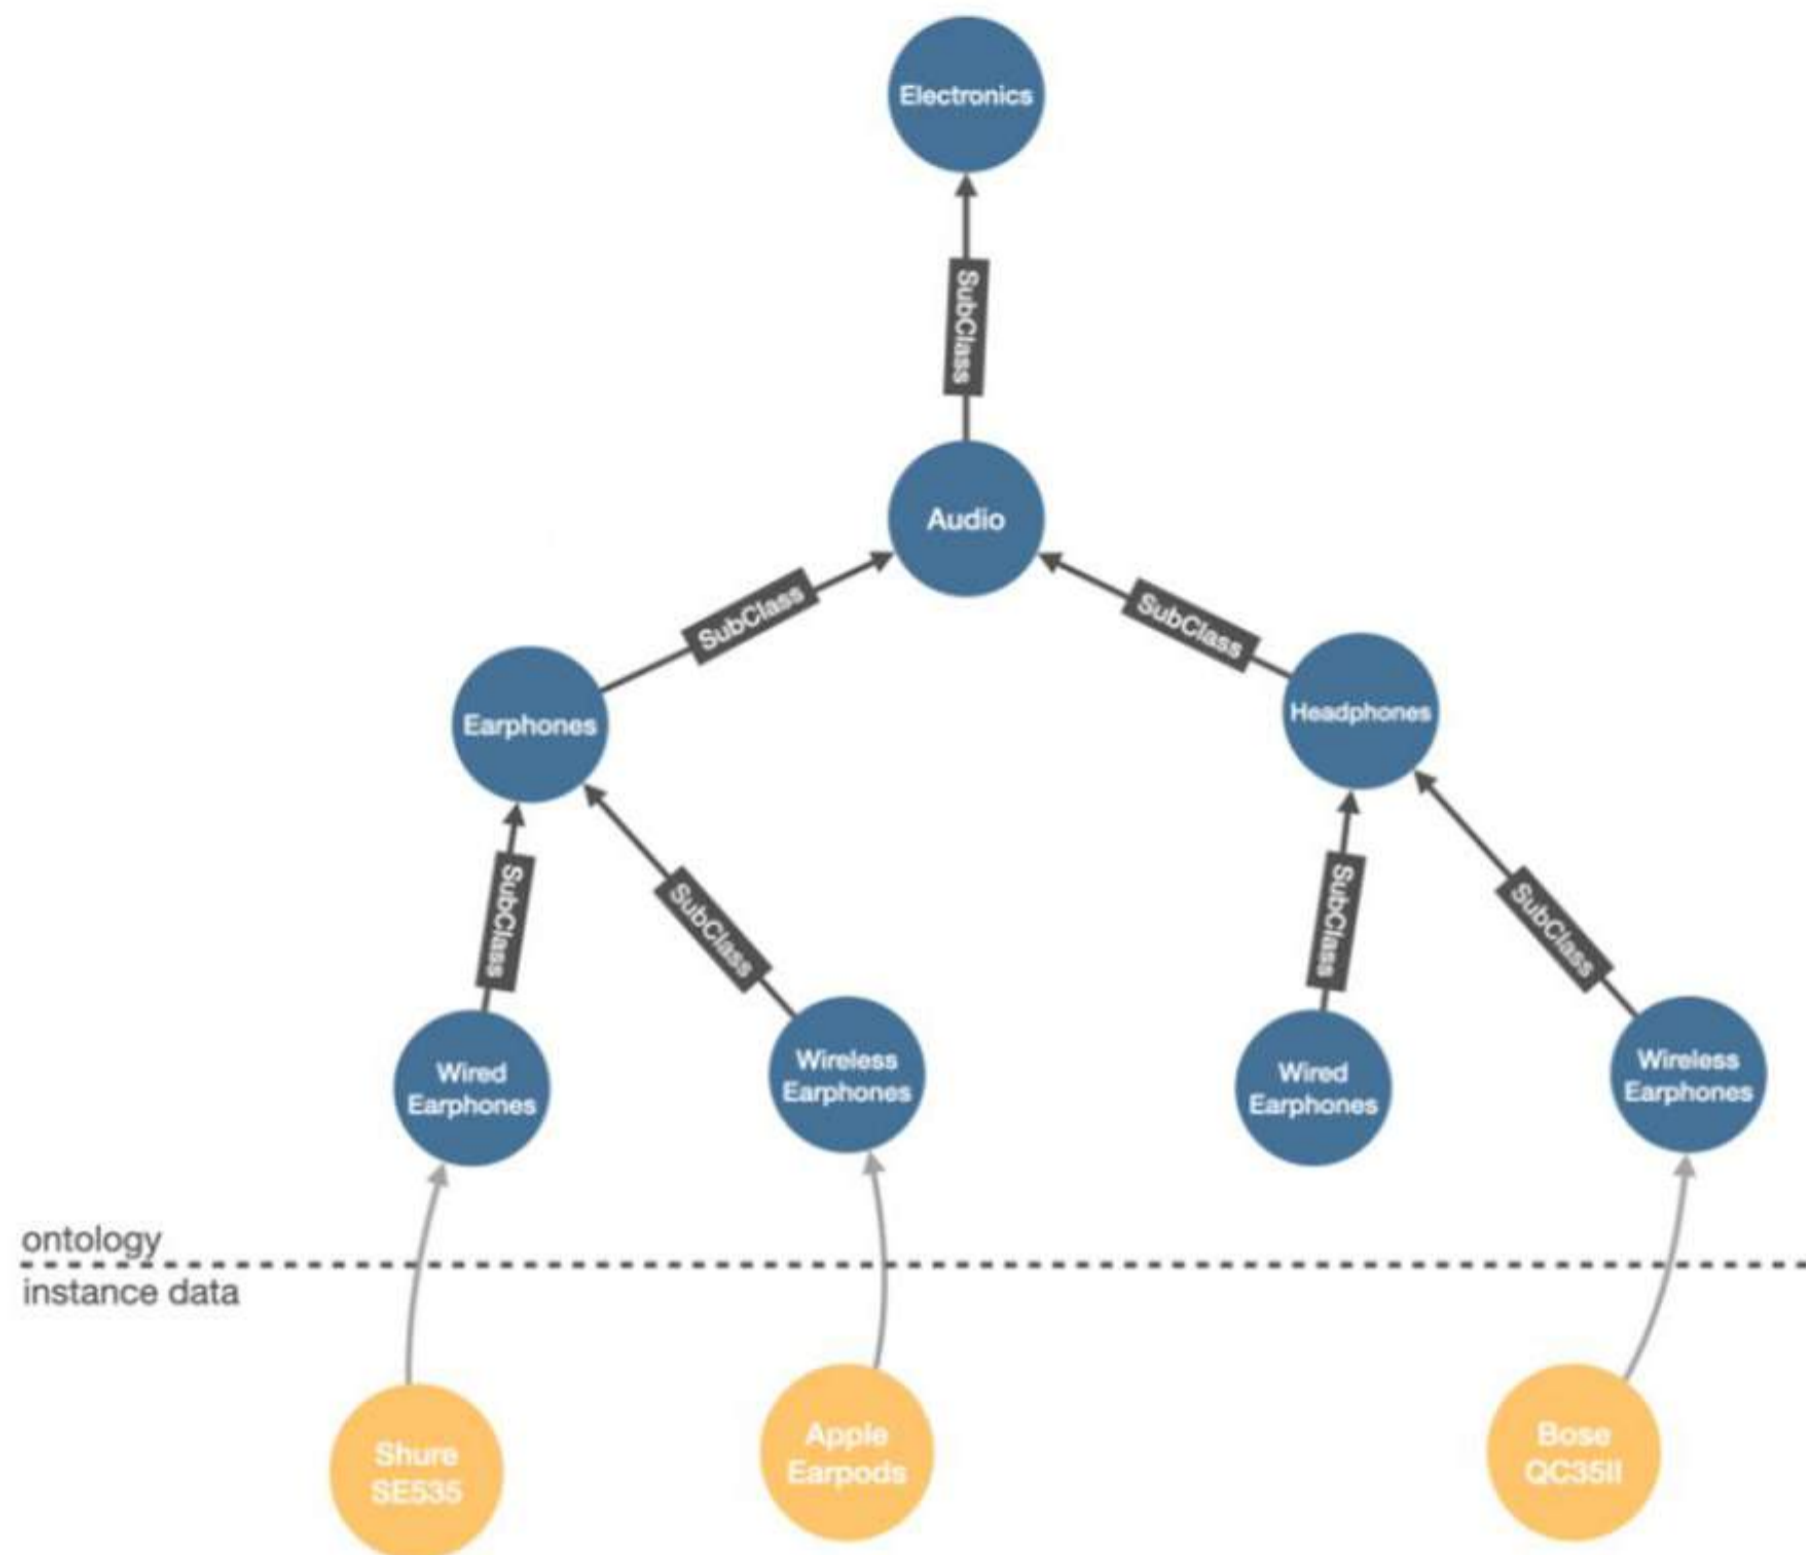 Electronics
SubClass
Audio
SubClass
SubClass
Earphones
Headphones
SubClass
SubClass
SubClass
SubClass
Wired
Earphones
Wireless
Earphones
Wired
Earphones
Wireless
Earphones
ontology
instance data
Shure
SE535
Apple
Earpods
Bose
QC35II